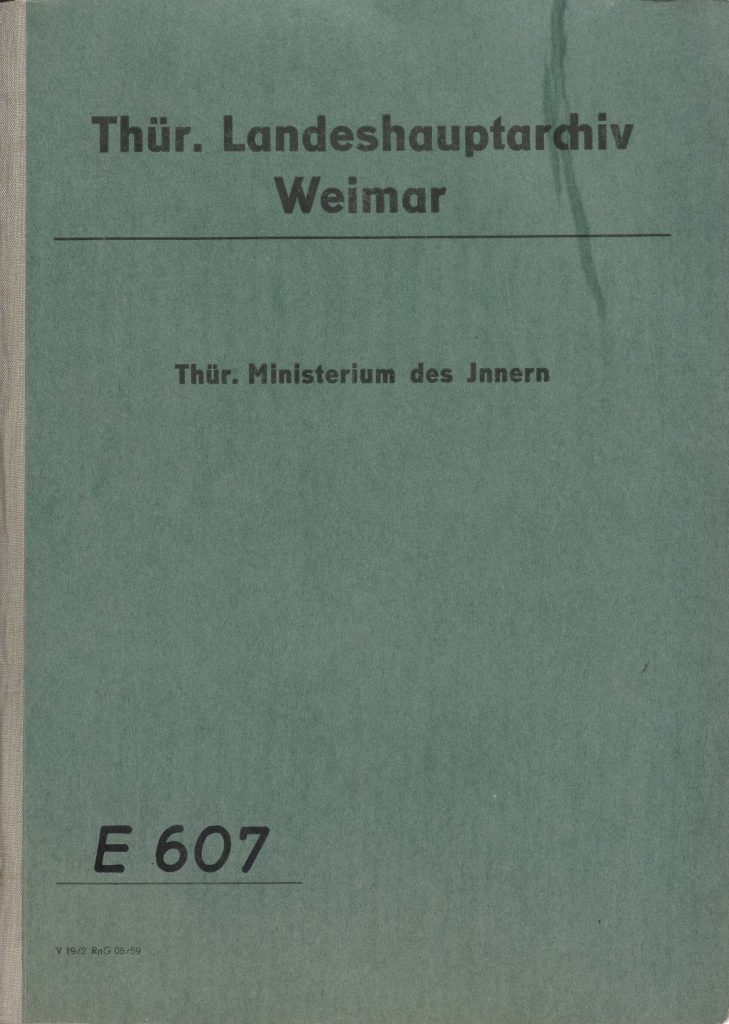 Thür. Landeshauptarchiv
Weimar
Thür. Ministerium des Jnnern
E 607
V 19/2 RnG 05/59